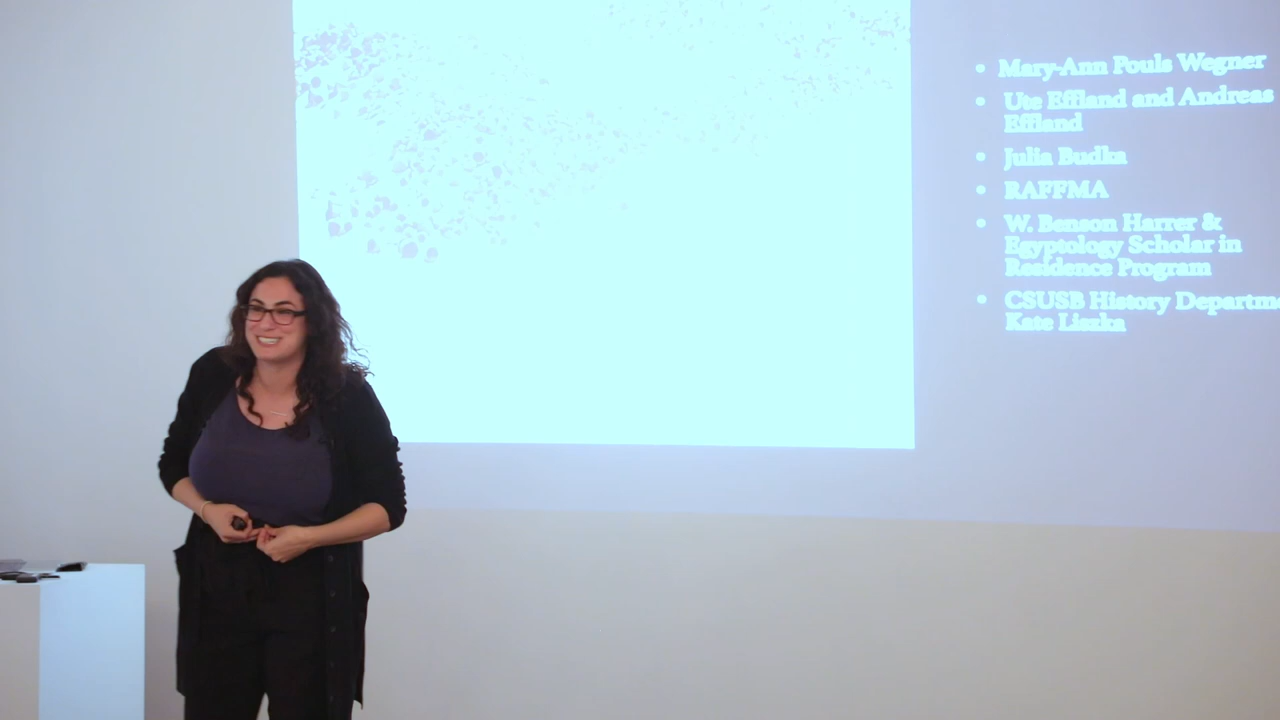 • Mary-Ann Pouls Wegner
• Ute Effland and Andreas
Effland
• Julia Budka
• RAFFMA
• W. Benson Harrer &
Egyptology Scholar in
Residence Program
• CSUSB History Departme
Kate Liszka